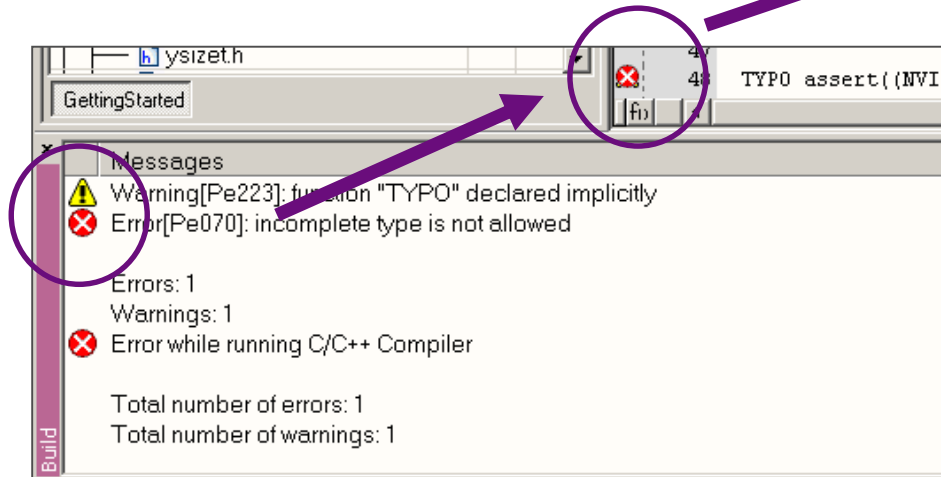 ysizet.h
47
48 TYPO assert((NVI
GettingStarted
Messages
Warning[Pe223]: function "TYPO" declared implicitly
Error[Pe070]: incomplete type is not allowed
Errors: 1
Warnings: 1
Error while running C/C++ Compiler
Total number of errors: 1
Total number of warnings: 1
Build